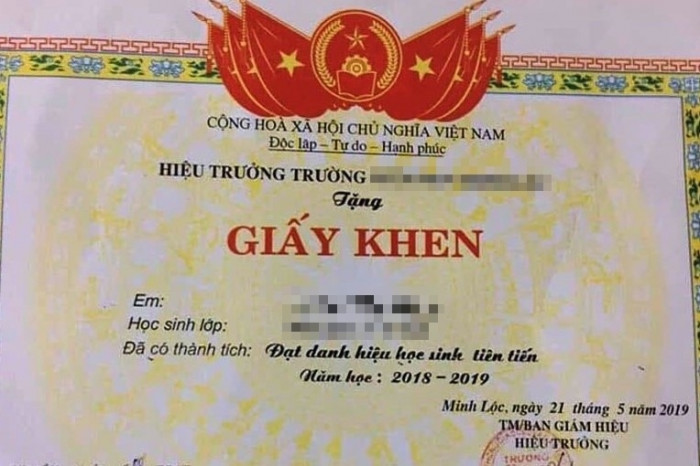 CỘNG HOÀ XÃ HỘI CHỦ NGHĨA VIỆT NAM
Độc lập – Tự do – Hạnh phúc
HIỆU TRƯỞNG TRƯỜNG
Tặng
GIẤY KHEN
Em:
Học sinh lớp:
Đã có thành tích: Đạt danh hiệu học sinh tiên tiến
Năm học: 2018 – 2019
Minh Lộc, ngày 21 tháng 5 năm 2019
TM/BAN GIÁM HIỆU
HIỆU TRƯỞNG
TRƯỜNG